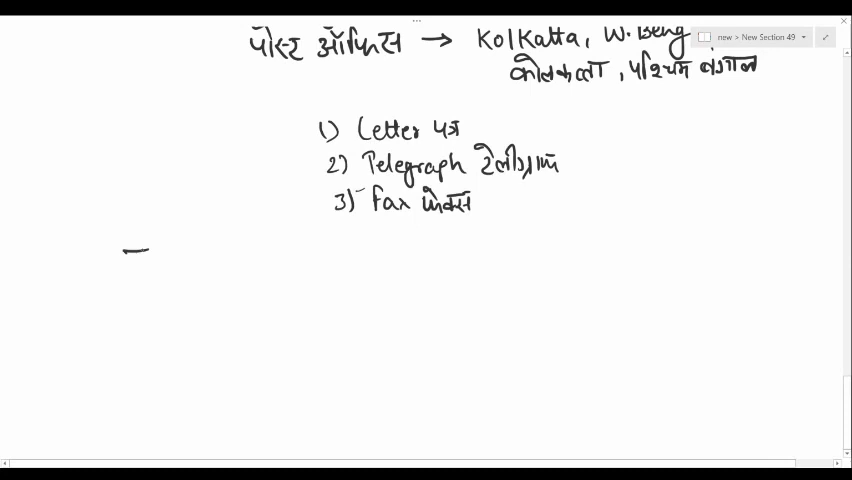 पोस्ट ऑफिस → Kolkatta, W. Beng
new > New Section 49
कोलकत्ता, पश्चिम बंगाल
1) Letter पत्र
2) Telegraph टेलीग्राफ
3) Fax फेक्स